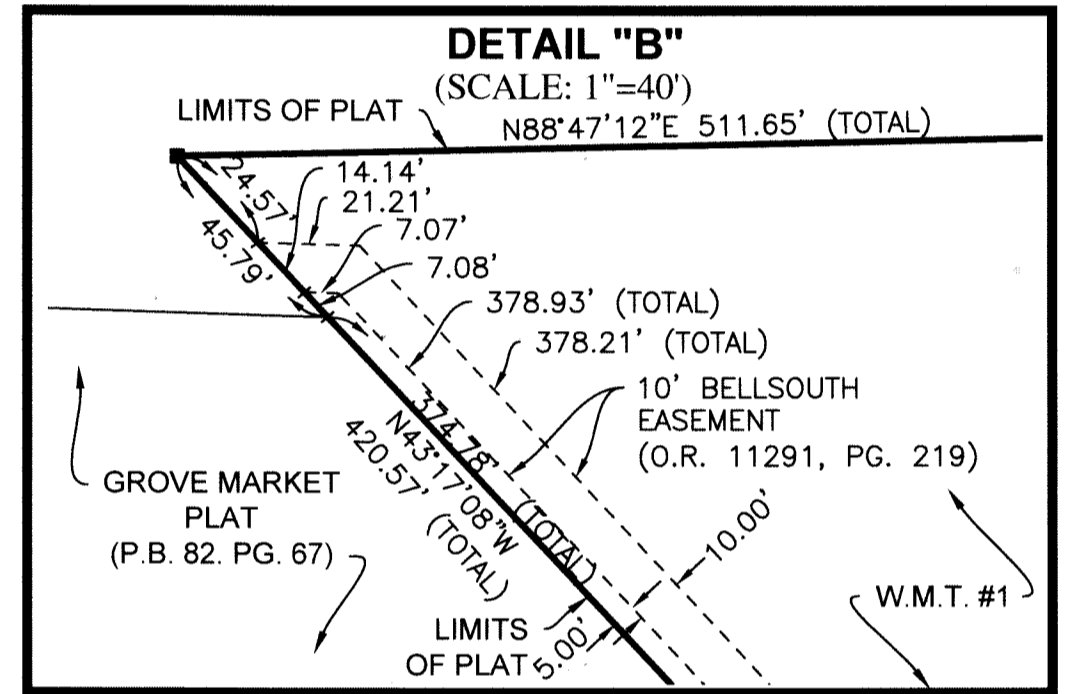 DETAIL "B"
(SCALE: 1"=40')
LIMITS OF PLAT
N88°47'12"E 511.65' (TOTAL)
24.57'
14.14'
21.21'
45.79'
7.07'
7.08'
378.93' (TOTAL)
378.21' (TOTAL)
10' BELLSOUTH
EASEMENT
(O.R. 11291, PG. 219)
374.78' (TOTAL)
N43°17'08"W
420.57' (TOTAL)
GROVE MARKET
PLAT
(P.B. 82. PG. 67)
10.00'
W.M.T. #1
LIMITS
OF PLAT
5.00'